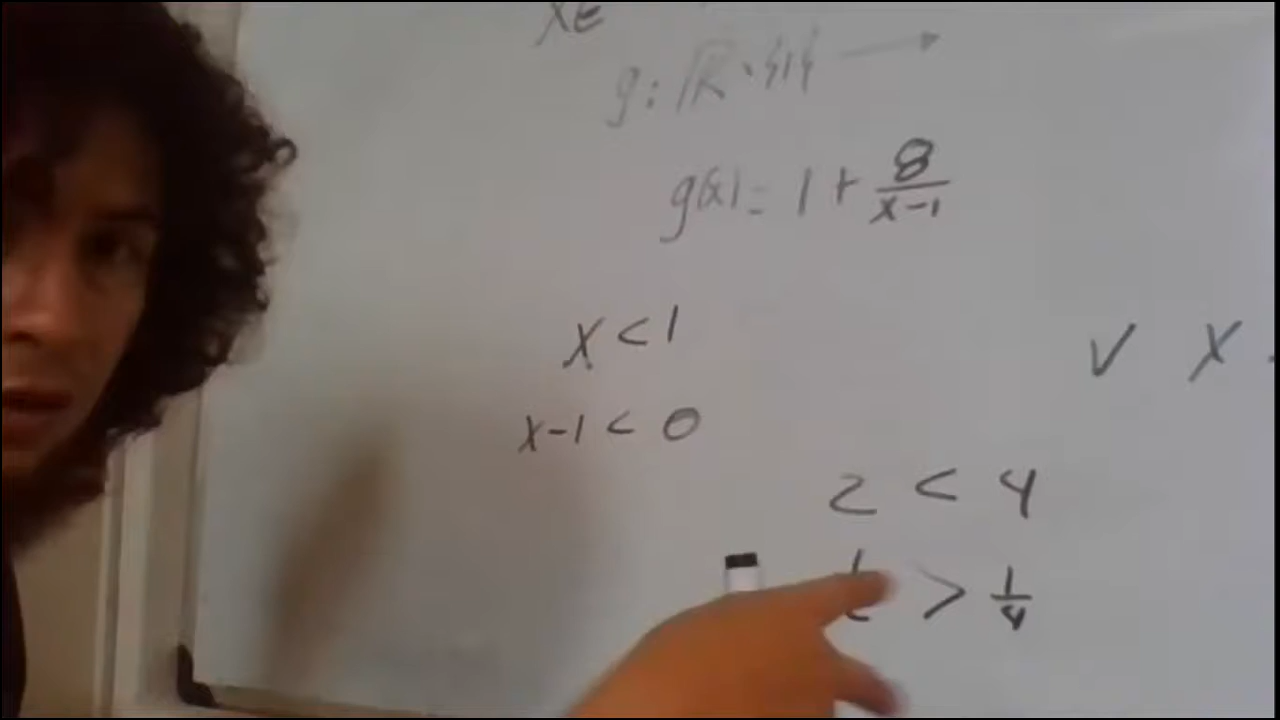 x ∈
g: ℝ \ {1} →
g(x) = 1 + 8/(x-1)
x < 1
∨ x
x-1 < 0
2 < 4
> 1/4